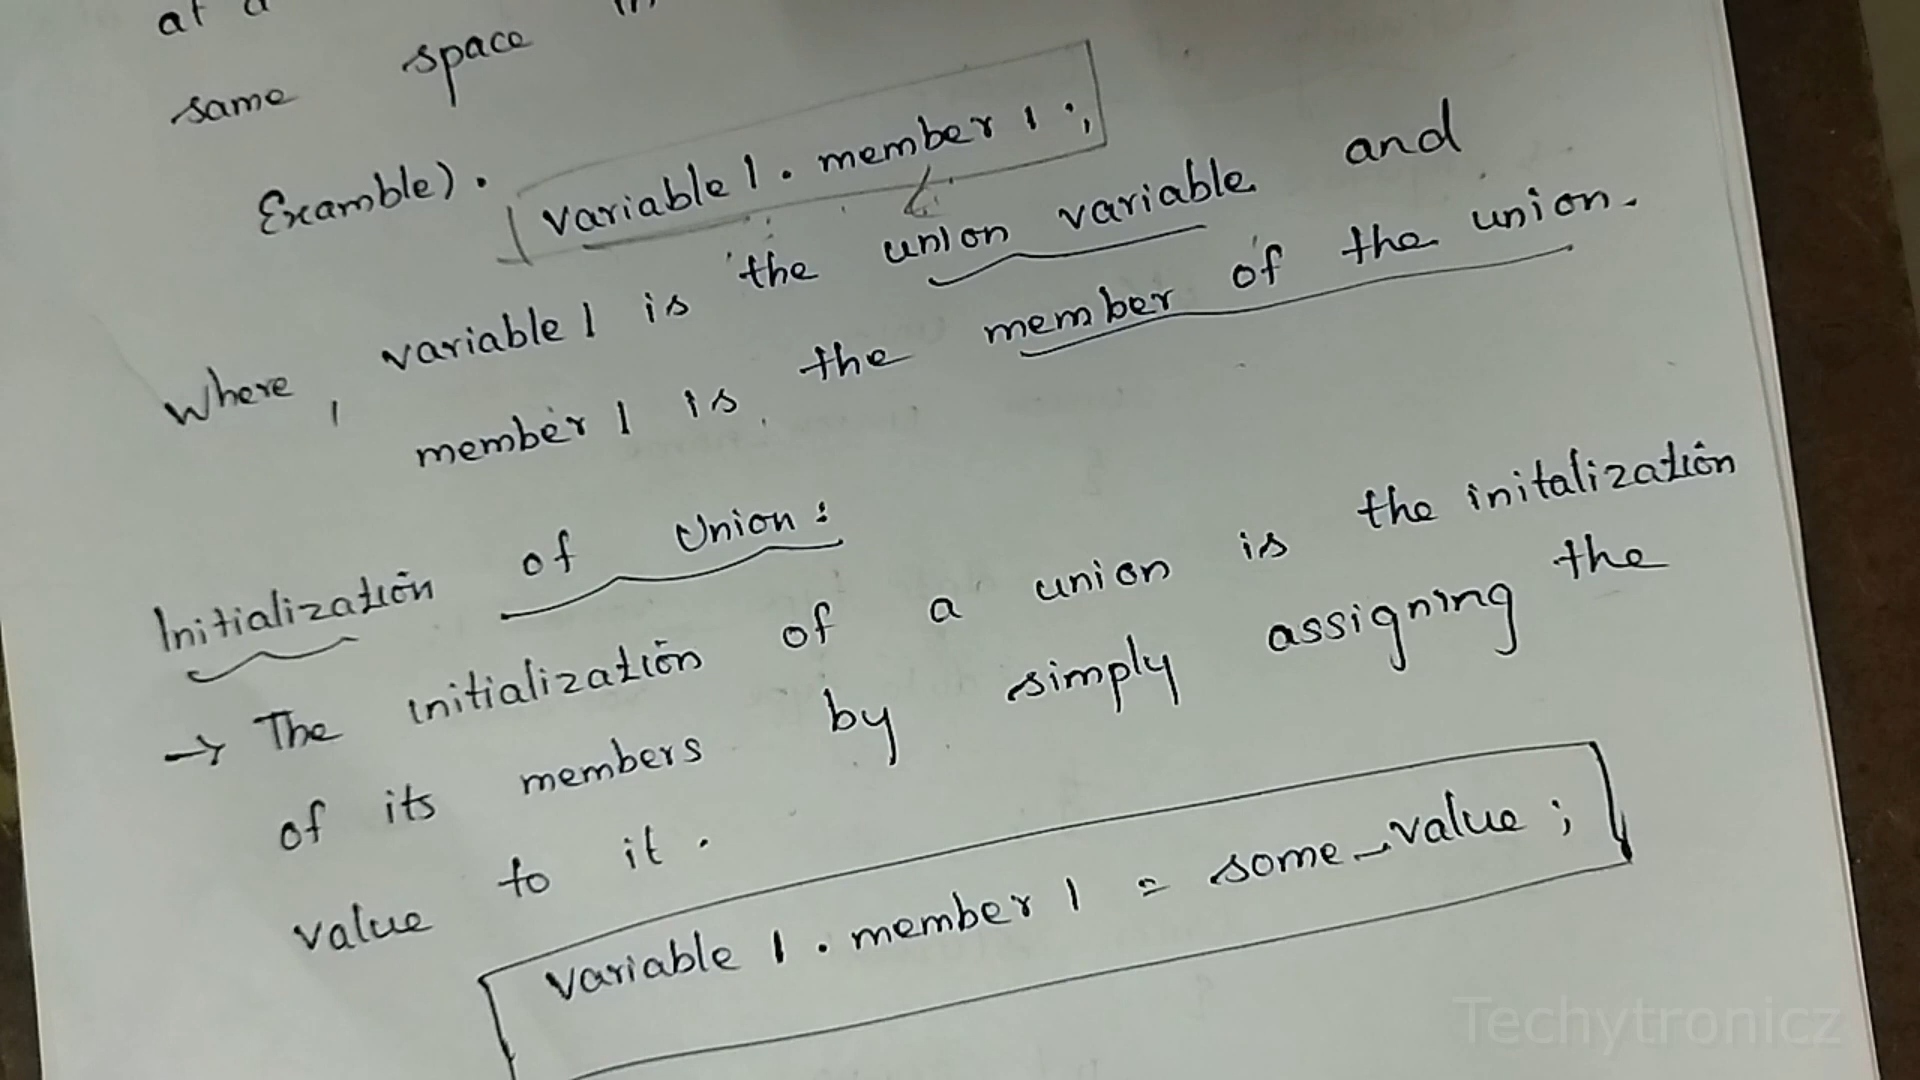 at a
same space in
Examble).
variable1.member1;
Where, variable1 is the union variable and
member1 is the member of the union.
Initialization of Union:
→ The initialization of a union is the initalization
of its members by simply assigning the
value to it.
variable1.member1 = some_value;
Techytronicz